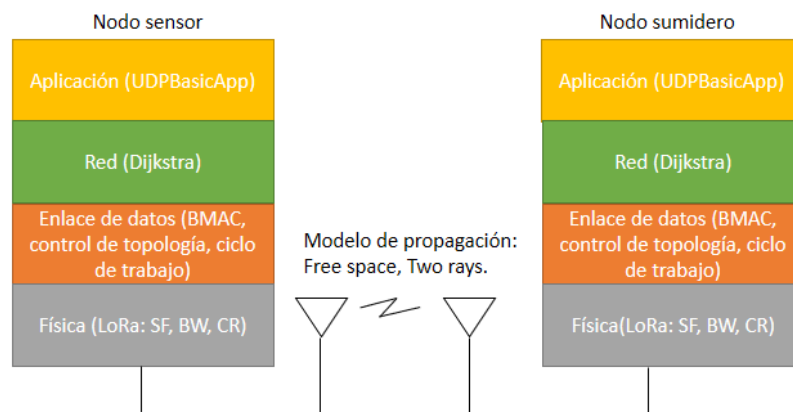 Nodo sensor
Aplicación (UDPBasicApp)
Red (Dijkstra)
Enlace de datos (BMAC,
control de topología, ciclo
de trabajo)
Física (LoRa: SF, BW, CR)
Modelo de propagación:
Free space, Two rays.
Nodo sumidero
Aplicación (UDPBasicApp)
Red (Dijkstra)
Enlace de datos (BMAC,
control de topología, ciclo
de trabajo)
Física(LoRa: SF, BW, CR)